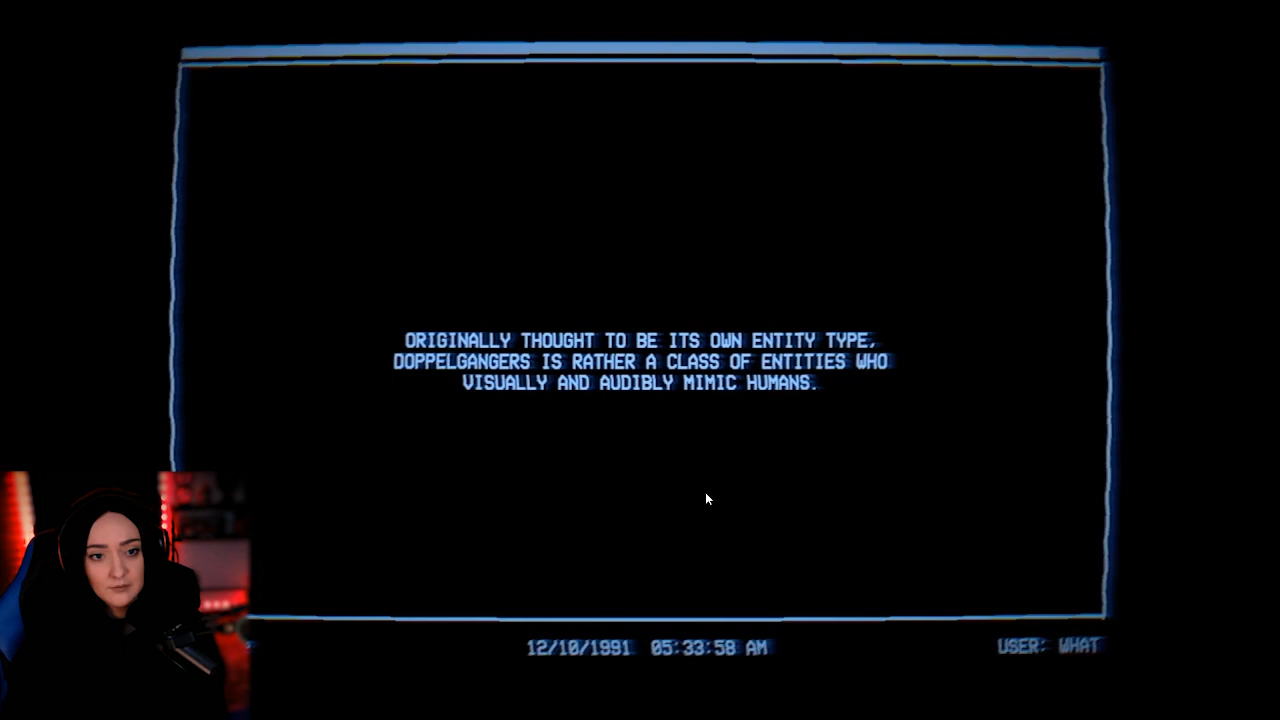 ORIGINALLY THOUGHT TO BE ITS OWN ENTITY TYPE,
DOPPELGANGERS IS RATHER A CLASS OF ENTITIES WHO
VISUALLY AND AUDIBLY MIMIC HUMANS.
12/10/1991 05:33:58 AM
USER: WHAT